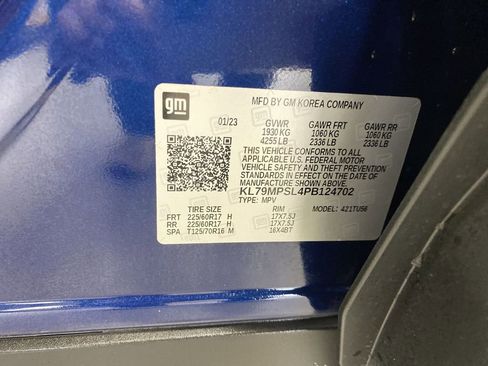 gm
MFD BY GM KOREA COMPANY
01/23 GVWR GAWR FRT GAWR RR
1930 KG 1060 KG 1060 KG
4255 LB 2336 LB 2336 LB
THIS VEHICLE CONFORMS TO ALL
APPLICABLE U.S. FEDERAL MOTOR
VEHICLE SAFETY AND THEFT PREVENTION
STANDARDS IN EFFECT ON THE DATE OF
MANUFACTURE SHOWN ABOVE.
KL79MPSL4PB124702
TYPE: MPV
TIRE SIZE RIM MODEL: 421TU56
FRT 225/60R17 H 17X7.5J
RR 225/60R17 H 17X7.5J
SPA T125/70R16 M 16X4BT